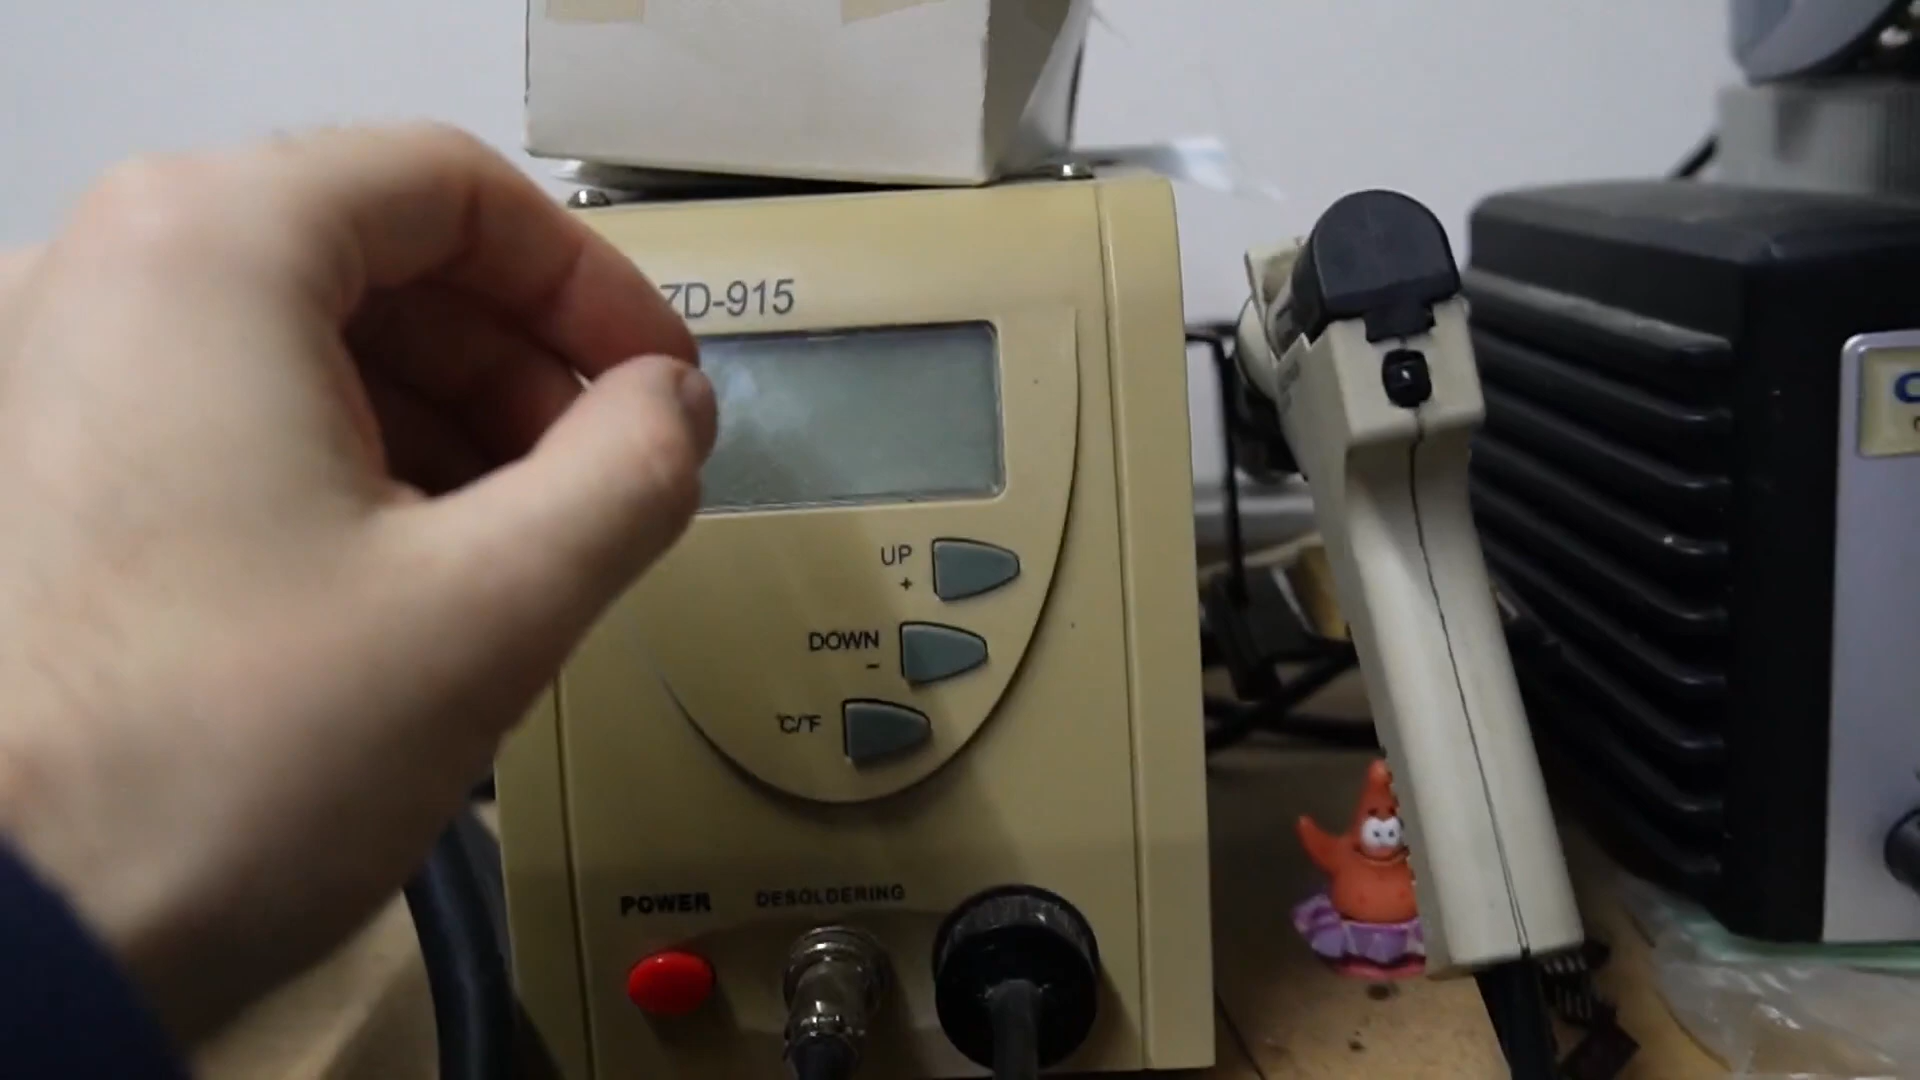 ZD-915
UP
+
DOWN
-
°C/°F
POWER
DESOLDERING